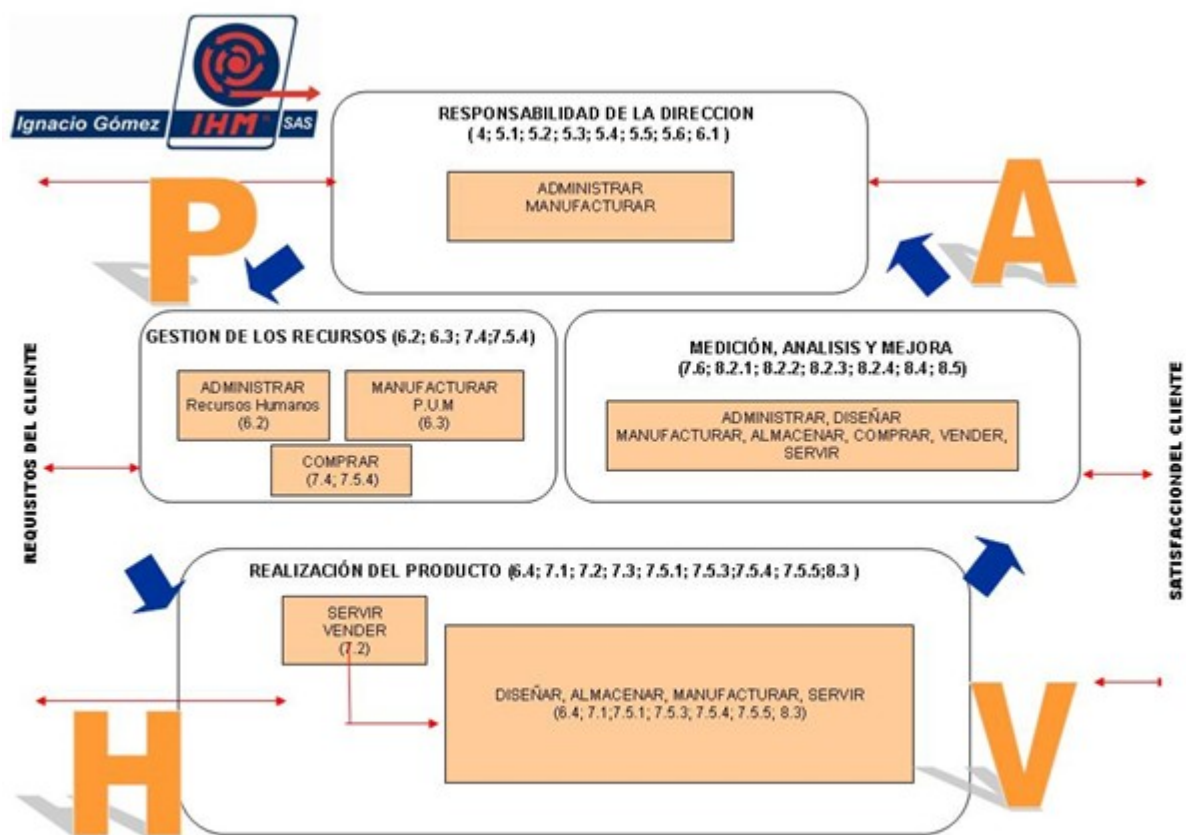 Ignacio Gómez IHM® SAS
RESPONSABILIDAD DE LA DIRECCION
( 4; 5.1; 5.2; 5.3; 5.4; 5.5; 5.6; 6.1 )
ADMINISTRAR
MANUFACTURAR
P
A
GESTION DE LOS RECURSOS (6.2; 6.3; 7.4;7.5.4)
ADMINISTRAR
Recursos Humanos
(6.2)
MANUFACTURAR
P.U.M
(6.3)
COMPRAR
(7.4; 7.5.4)
MEDICIÓN, ANALISIS Y MEJORA
(7.6; 8.2.1; 8.2.2; 8.2.3; 8.2.4; 8.4; 8.5)
ADMINISTRAR, DISEÑAR
MANUFACTURAR, ALMACENAR, COMPRAR, VENDER,
SERVIR
REQUISITOS DEL CLIENTE
SATISFACCIONDEL CLIENTE
REALIZACIÓN DEL PRODUCTO (6.4; 7.1; 7.2; 7.3; 7.5.1; 7.5.3;7.5.4; 7.5.5;8.3 )
SERVIR
VENDER
(7.2)
DISEÑAR, ALMACENAR, MANUFACTURAR, SERVIR
(6.4; 7.1;7.5.1; 7.5.3; 7.5.4; 7.5.5; 8.3)
H
V